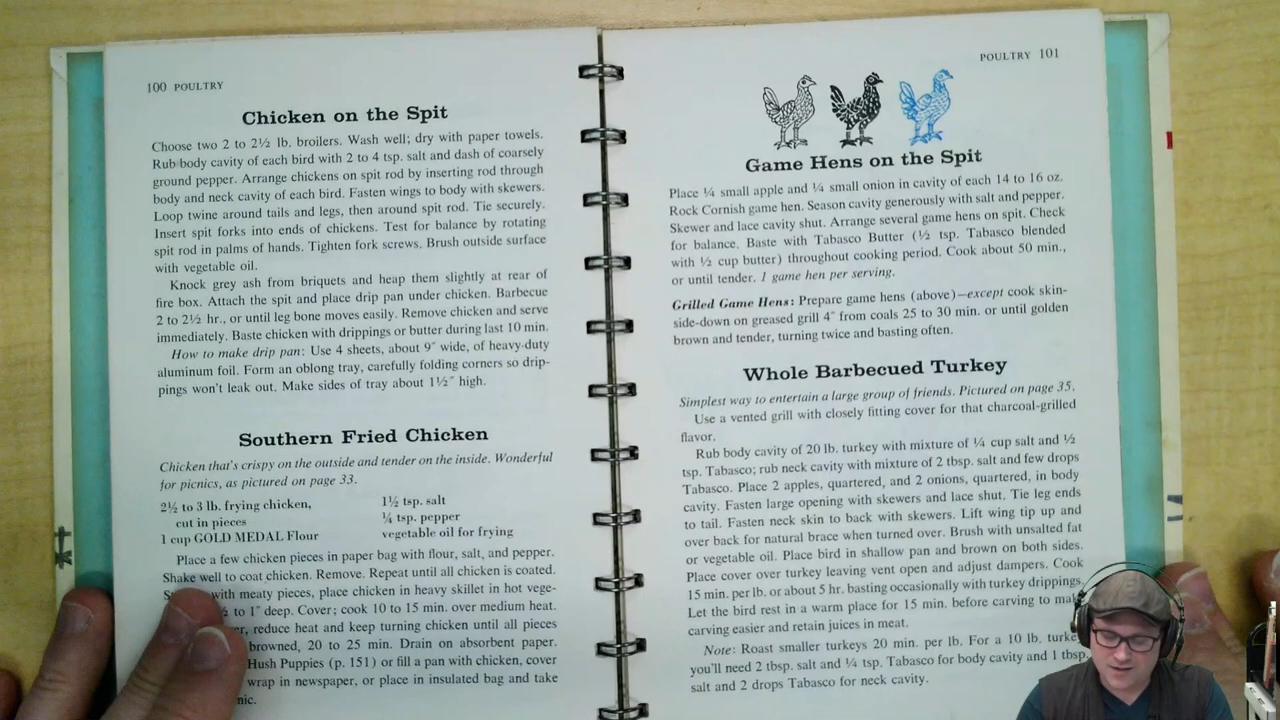 100 POULTRY
Chicken on the Spit
Choose two 2 to 2½ lb. broilers. Wash well; dry with paper towels.
Rub body cavity of each bird with 2 to 4 tsp. salt and dash of coarsely
ground pepper. Arrange chickens on spit rod by inserting rod through
body and neck cavity of each bird. Fasten wings to body with skewers.
Loop twine around tails and legs, then around spit rod. Tie securely.
Insert spit forks into ends of chickens. Test for balance by rotating
spit rod in palms of hands. Tighten fork screws. Brush outside surface
with vegetable oil.
Knock grey ash from briquets and heap them slightly at rear of
fire box. Attach the spit and place drip pan under chicken. Barbecue
2 to 2½ hr., or until leg bone moves easily. Remove chicken and serve
immediately. Baste chicken with drippings or butter during last 10 min.
How to make drip pan: Use 4 sheets, about 9″ wide, of heavy-duty
aluminum foil. Form an oblong tray, carefully folding corners so drip-
pings won't leak out. Make sides of tray about 1½″ high.
Southern Fried Chicken
Chicken that's crispy on the outside and tender on the inside. Wonderful
for picnics, as pictured on page 33.
2½ to 3 lb. frying chicken,
cut in pieces
1 cup GOLD MEDAL Flour
1½ tsp. salt
¼ tsp. pepper
vegetable oil for frying
Place a few chicken pieces in paper bag with flour, salt, and pepper.
Shake well to coat chicken. Remove. Repeat until all chicken is coated.
with meaty pieces, place chicken in heavy skillet in hot vege-
to 1″ deep. Cover; cook 10 to 15 min. over medium heat.
reduce heat and keep turning chicken until all pieces
browned, 20 to 25 min. Drain on absorbent paper.
Hush Puppies (p. 151) or fill a pan with chicken, cover
wrap in newspaper, or place in insulated bag and take
POULTRY 101
Game Hens on the Spit
Place ¼ small apple and ¼ small onion in cavity of each 14 to 16 oz.
Rock Cornish game hen. Season cavity generously with salt and pepper.
Skewer and lace cavity shut. Arrange several game hens on spit. Check
for balance. Baste with Tabasco Butter (½ tsp. Tabasco blended
with ½ cup butter) throughout cooking period. Cook about 50 min.,
or until tender. 1 game hen per serving.
Grilled Game Hens: Prepare game hens (above)—except cook skin-
side-down on greased grill 4″ from coals 25 to 30 min. or until golden
brown and tender, turning twice and basting often.
Whole Barbecued Turkey
Simplest way to entertain a large group of friends. Pictured on page 35.
Use a vented grill with closely fitting cover for that charcoal-grilled
flavor.
Rub body cavity of 20 lb. turkey with mixture of ¼ cup salt and ½
tsp. Tabasco; rub neck cavity with mixture of 2 tbsp. salt and few drops
Tabasco. Place 2 apples, quartered, and 2 onions, quartered, in body
cavity. Fasten large opening with skewers and lace shut. Tie leg ends
to tail. Fasten neck skin to back with skewers. Lift wing tip up and
over back for natural brace when turned over. Brush with unsalted fat
or vegetable oil. Place bird in shallow pan and brown on both sides.
Place cover over turkey leaving vent open and adjust dampers. Cook
15 min. per lb. or about 5 hr. basting occasionally with turkey drippings.
Let the bird rest in a warm place for 15 min. before carving to
carving easier and retain juices in meat.
Note: Roast smaller turkeys 20 min. per lb. For a 10 lb.
you'll need 2 tbsp. salt and ¼ tsp. Tabasco for body cavity and 1 tbsp.
salt and 2 drops Tabasco for neck cavity.